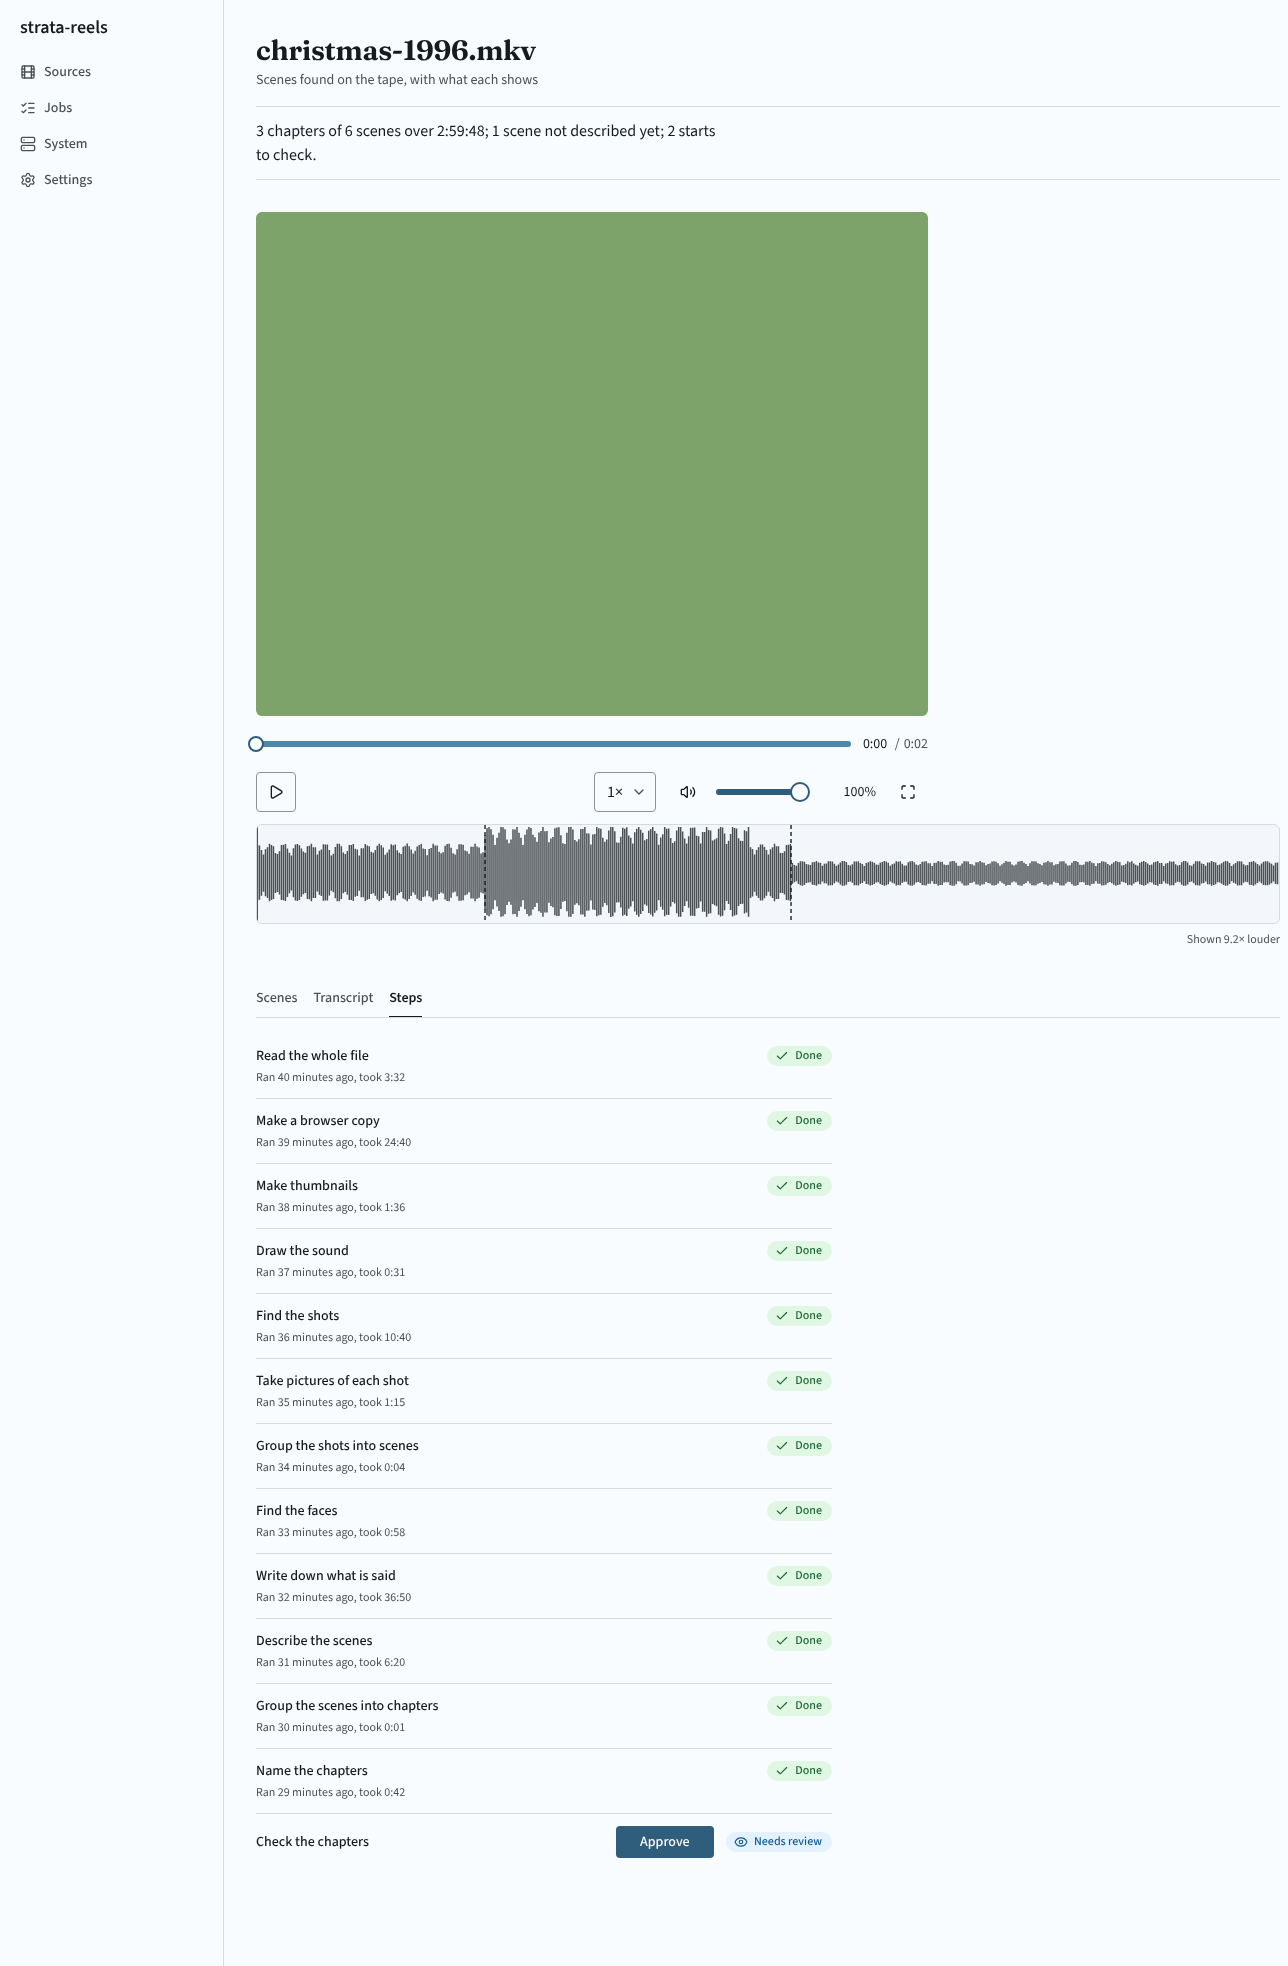 strata-reels
Sources
Jobs
System
Settings
christmas-1996.mkv
Scenes found on the tape, with what each shows
3 chapters of 6 scenes over 2:59:48; 1 scene not described yet; 2 starts
to check.
0:00 / 0:02
1×
100%
Shown 9.2× louder
Scenes Transcript Steps
Read the whole file Done
Ran 40 minutes ago, took 3:32
Make a browser copy Done
Ran 39 minutes ago, took 24:40
Make thumbnails Done
Ran 38 minutes ago, took 1:36
Draw the sound Done
Ran 37 minutes ago, took 0:31
Find the shots Done
Ran 36 minutes ago, took 10:40
Take pictures of each shot Done
Ran 35 minutes ago, took 1:15
Group the shots into scenes Done
Ran 34 minutes ago, took 0:04
Find the faces Done
Ran 33 minutes ago, took 0:58
Write down what is said Done
Ran 32 minutes ago, took 36:50
Describe the scenes Done
Ran 31 minutes ago, took 6:20
Group the scenes into chapters Done
Ran 30 minutes ago, took 0:01
Name the chapters Done
Ran 29 minutes ago, took 0:42
Check the chapters Approve Needs review